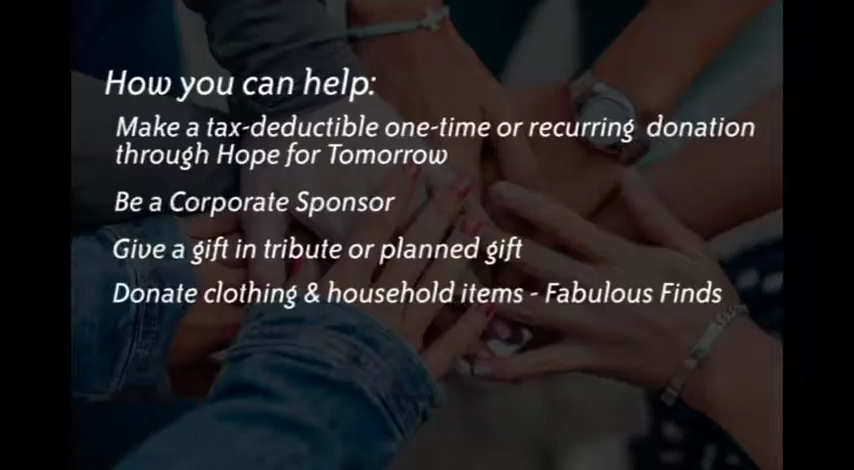 How you can help:
Make a tax-deductible one-time or recurring donation
through Hope for Tomorrow
Be a Corporate Sponsor
Give a gift in tribute or planned gift
Donate clothing & household items - Fabulous Finds